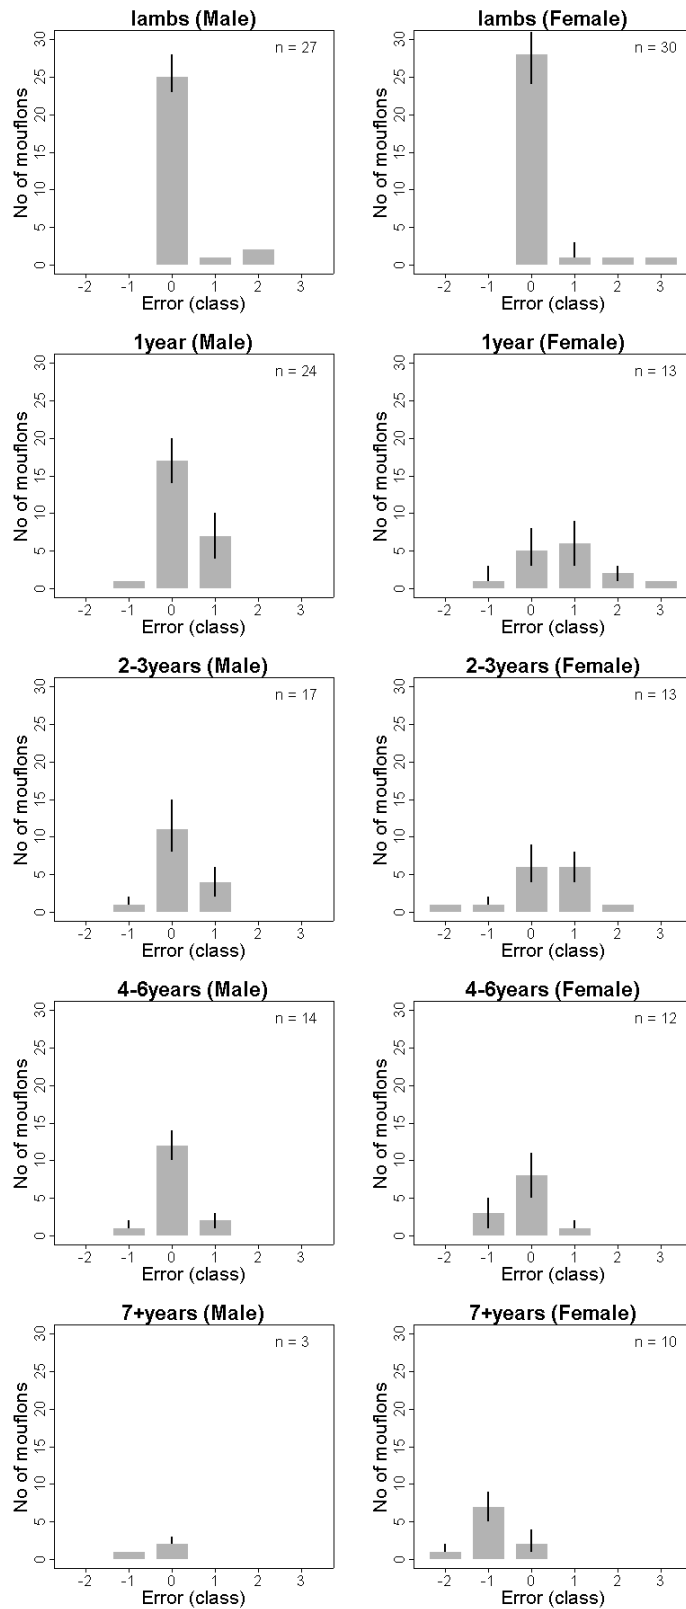 lambs (Male)
n = 27
No of mouflons
0 5 10 15 20 25 30
-2 -1 0 1 2 3
Error (class)
lambs (Female)
n = 30
No of mouflons
0 5 10 15 20 25 30
-2 -1 0 1 2 3
Error (class)
1year (Male)
n = 24
No of mouflons
0 5 10 15 20 25 30
-2 -1 0 1 2 3
Error (class)
1year (Female)
n = 13
No of mouflons
0 5 10 15 20 25 30
-2 -1 0 1 2 3
Error (class)
2-3years (Male)
n = 17
No of mouflons
0 5 10 15 20 25 30
-2 -1 0 1 2 3
Error (class)
2-3years (Female)
n = 13
No of mouflons
0 5 10 15 20 25 30
-2 -1 0 1 2 3
Error (class)
4-6years (Male)
n = 14
No of mouflons
0 5 10 15 20 25 30
-2 -1 0 1 2 3
Error (class)
4-6years (Female)
n = 12
No of mouflons
0 5 10 15 20 25 30
-2 -1 0 1 2 3
Error (class)
7+years (Male)
n = 3
No of mouflons
0 5 10 15 20 25 30
-2 -1 0 1 2 3
Error (class)
7+years (Female)
n = 10
No of mouflons
0 5 10 15 20 25 30
-2 -1 0 1 2 3
Error (class)